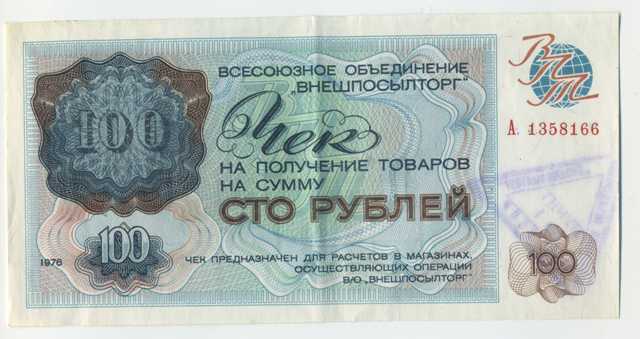 ВСЕСОЮЗНОЕ ОБЪЕДИНЕНИЕ
"ВНЕШПОСЫЛТОРГ"
ВПТ
100
Чек
А. 1358166
НА ПОЛУЧЕНИЕ ТОВАРОВ
НА СУММУ
СТО РУБЛЕЙ
100
1976
ЧЕК ПРЕДНАЗНАЧЕН ДЛЯ РАСЧЕТОВ В МАГАЗИНАХ,
ОСУЩЕСТВЛЯЮЩИХ ОПЕРАЦИИ
В/О „ВНЕШПОСЫЛТОРГ"
100